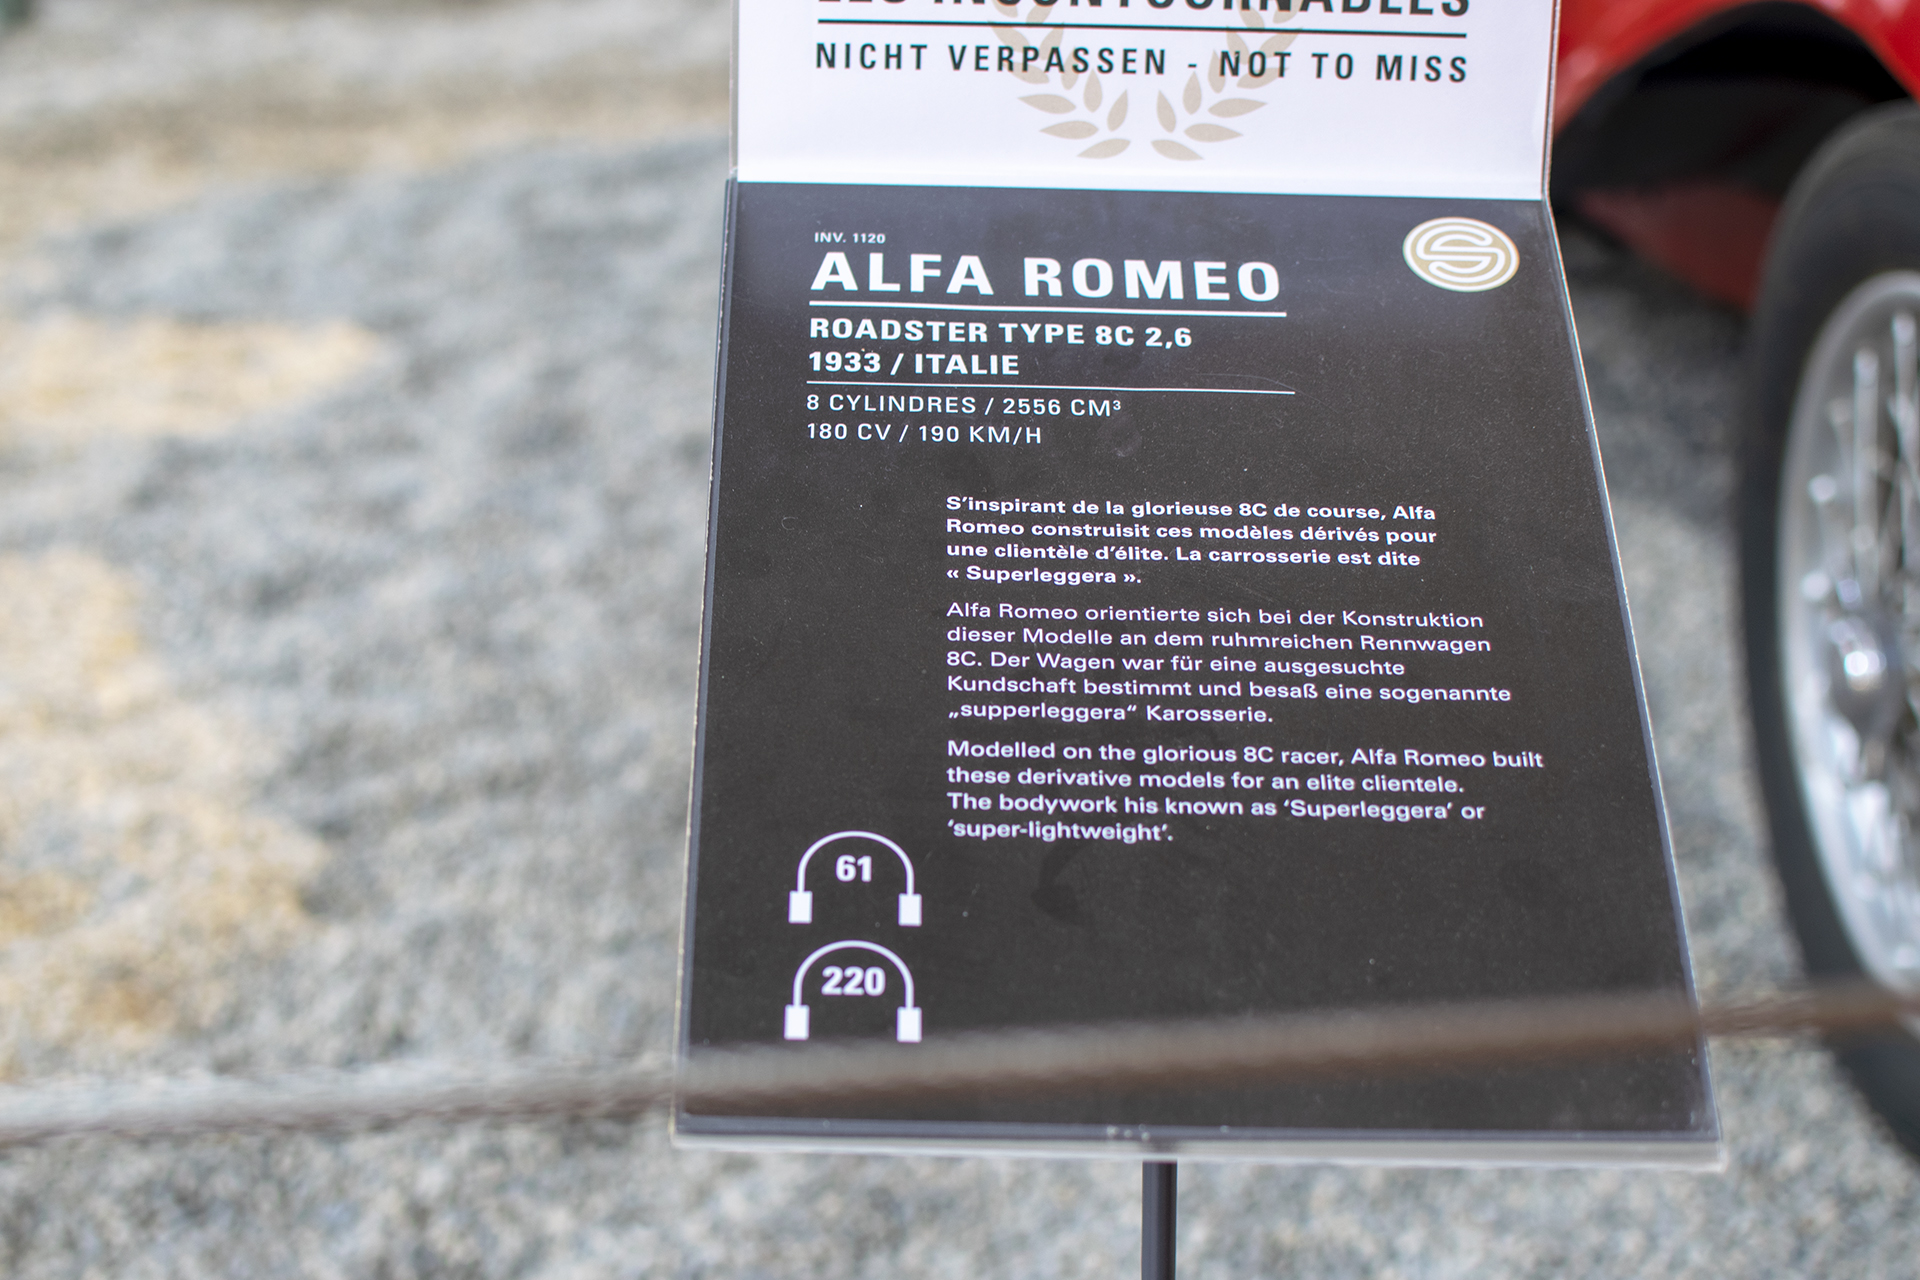 LES INCONTOURNABLES
NICHT VERPASSEN - NOT TO MISS
INV. 1120
ALFA ROMEO
ROADSTER TYPE 8C 2,6
1933 / ITALIE
8 CYLINDRES / 2556 CM³
180 CV / 190 KM/H
S'inspirant de la glorieuse 8C de course, Alfa
Romeo construisit ces modèles dérivés pour
une clientèle d'élite. La carrosserie est dite
« Superleggera ».
Alfa Romeo orientierte sich bei der Konstruktion
dieser Modelle an dem ruhmreichen Rennwagen
8C. Der Wagen war für eine ausgesuchte
Kundschaft bestimmt und besaß eine sogenannte
„supperleggera“ Karosserie.
Modelled on the glorious 8C racer, Alfa Romeo built
these derivative models for an elite clientele.
The bodywork his known as ‘Superleggera’ or
‘super-lightweight’.
61
220